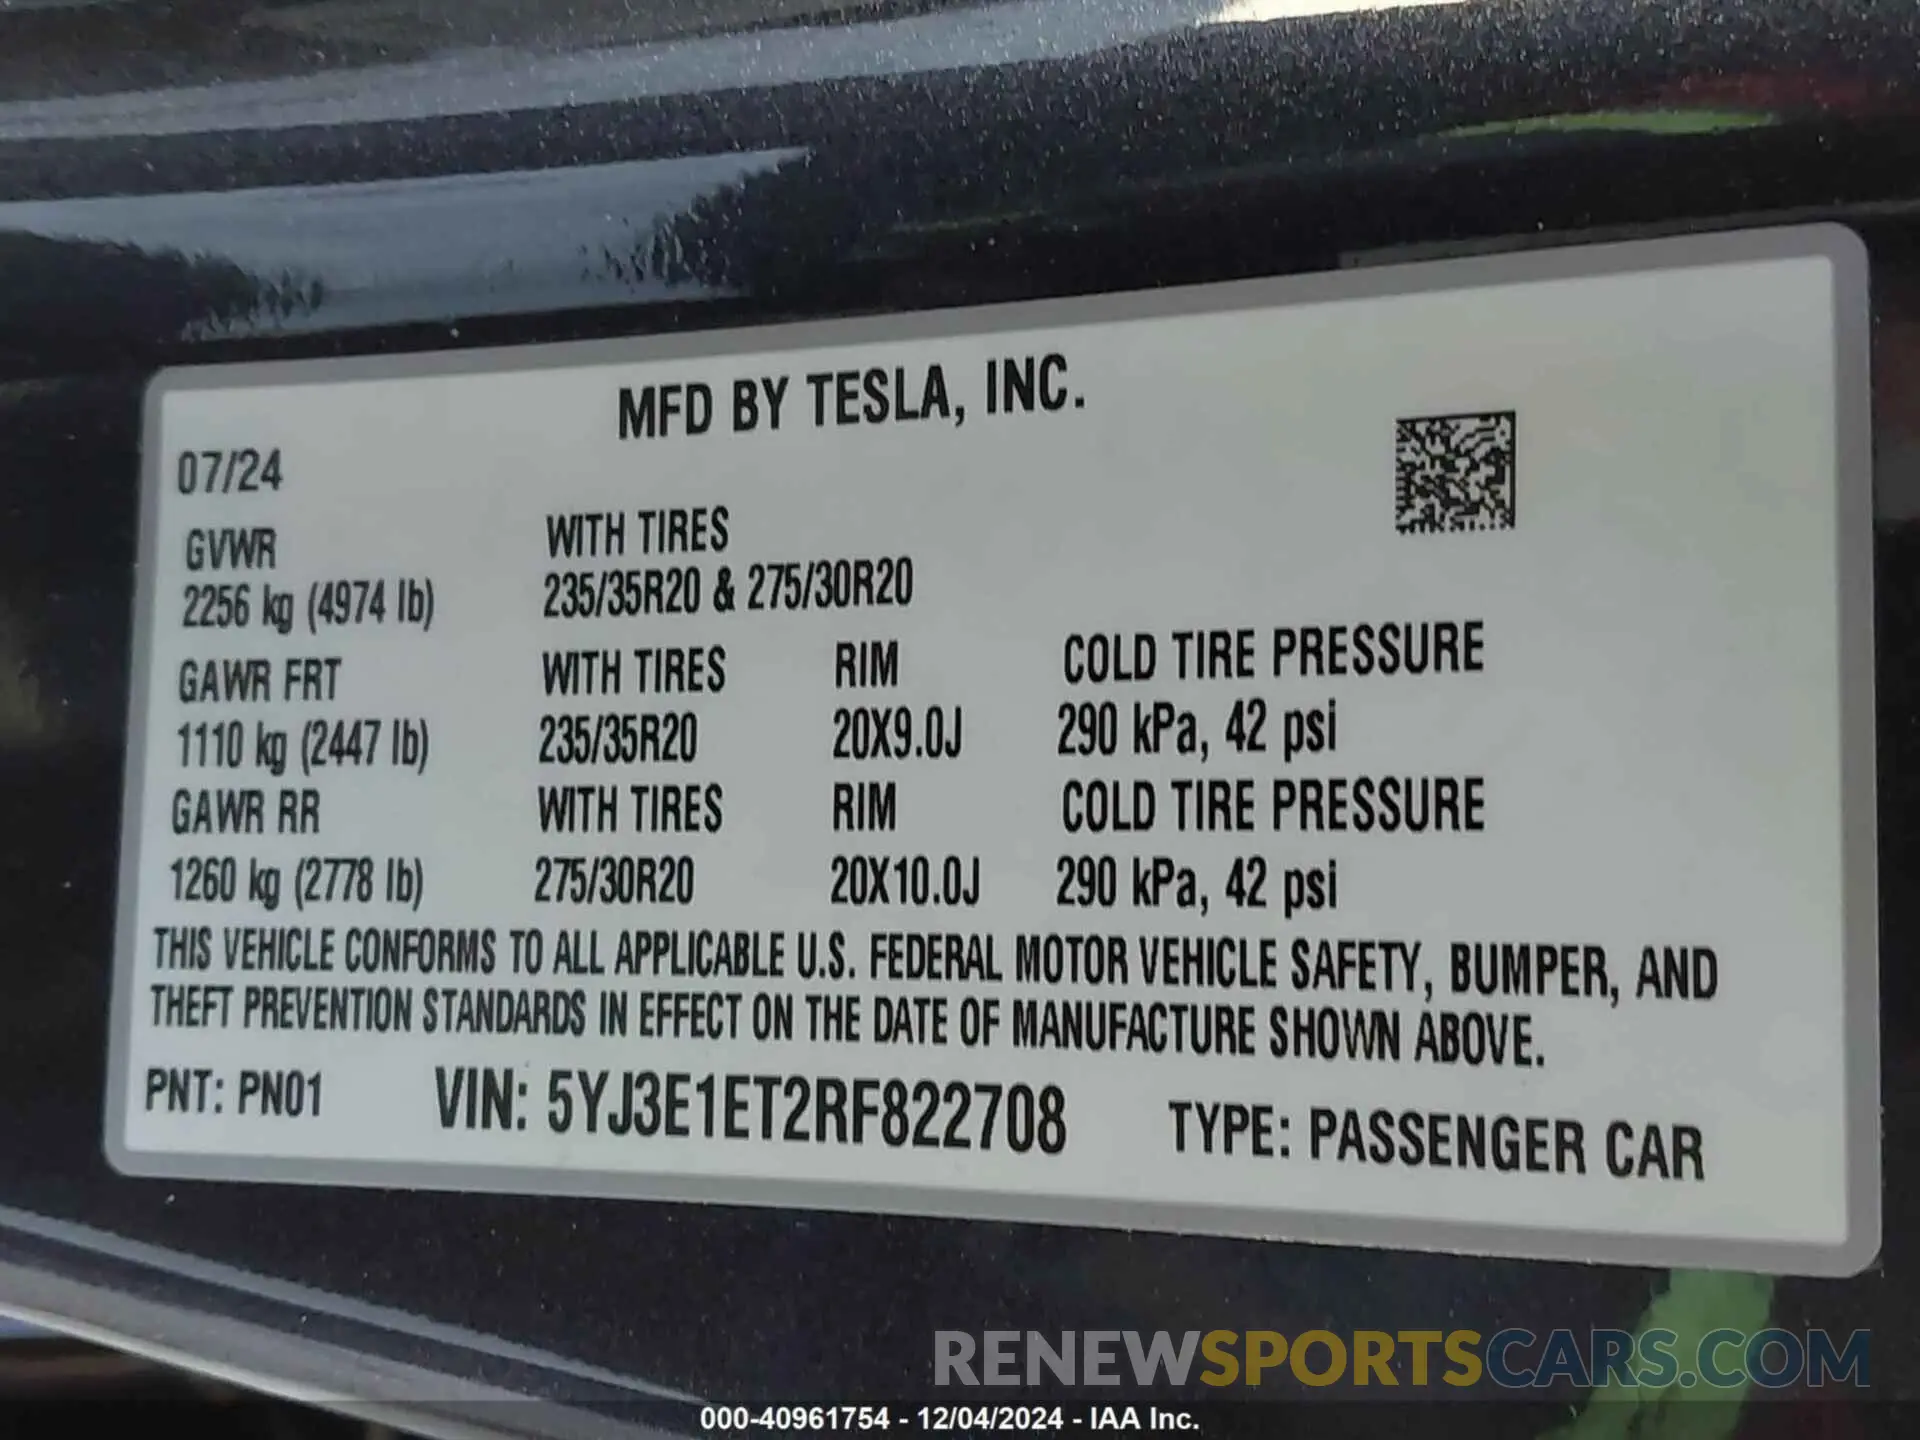 MFD BY TESLA, INC.
07/24
GVWR WITH TIRES
2256 kg (4974 lb) 235/35R20 & 275/30R20
GAWR FRT WITH TIRES RIM COLD TIRE PRESSURE
1110 kg (2447 lb) 235/35R20 20X9.0J 290 kPa, 42 psi
GAWR RR WITH TIRES RIM COLD TIRE PRESSURE
1260 kg (2778 lb) 275/30R20 20X10.0J 290 kPa, 42 psi
THIS VEHICLE CONFORMS TO ALL APPLICABLE U.S. FEDERAL MOTOR VEHICLE SAFETY, BUMPER, AND
THEFT PREVENTION STANDARDS IN EFFECT ON THE DATE OF MANUFACTURE SHOWN ABOVE.
PNT: PN01 VIN: 5YJ3E1ET2RF822708 TYPE: PASSENGER CAR
RENEWSPORTSCARS.COM
000-40961754 - 12/04/2024 - IAA Inc.